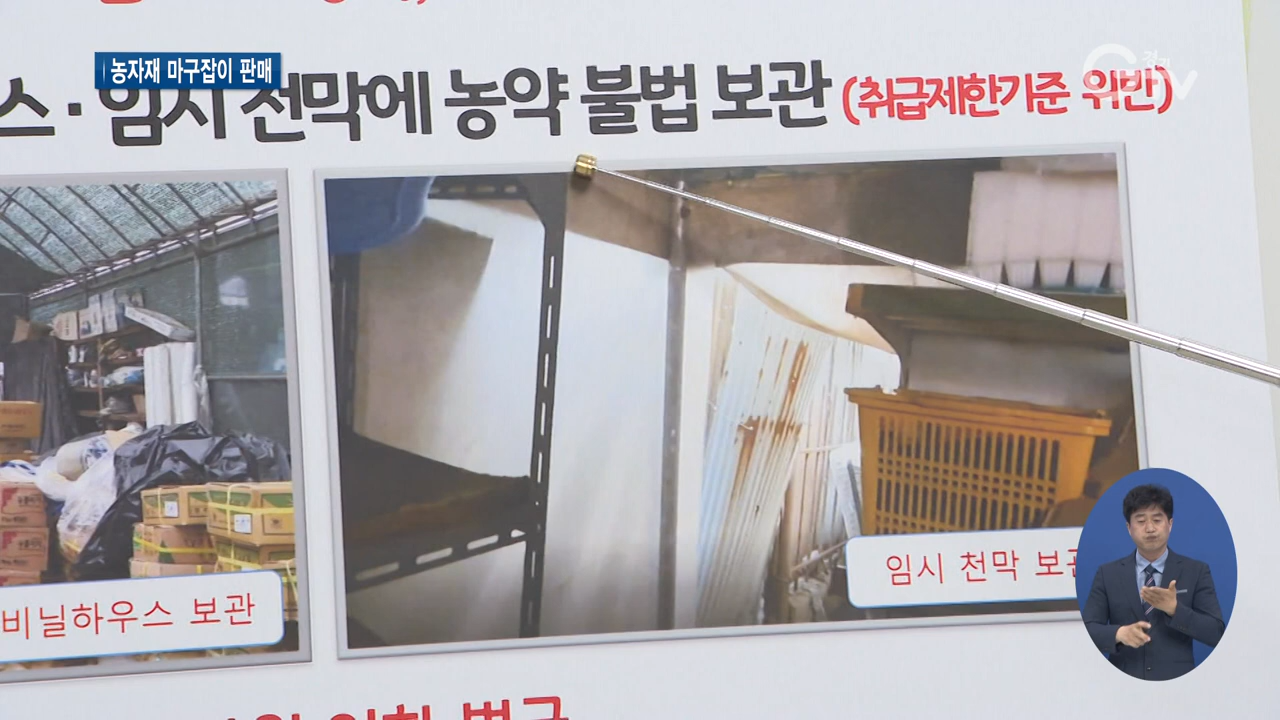 농자재 마구잡이 판매
스·임시 천막에 농약 불법 보관 (취급제한기준 위반)
비닐하우스 보관
임시 천막